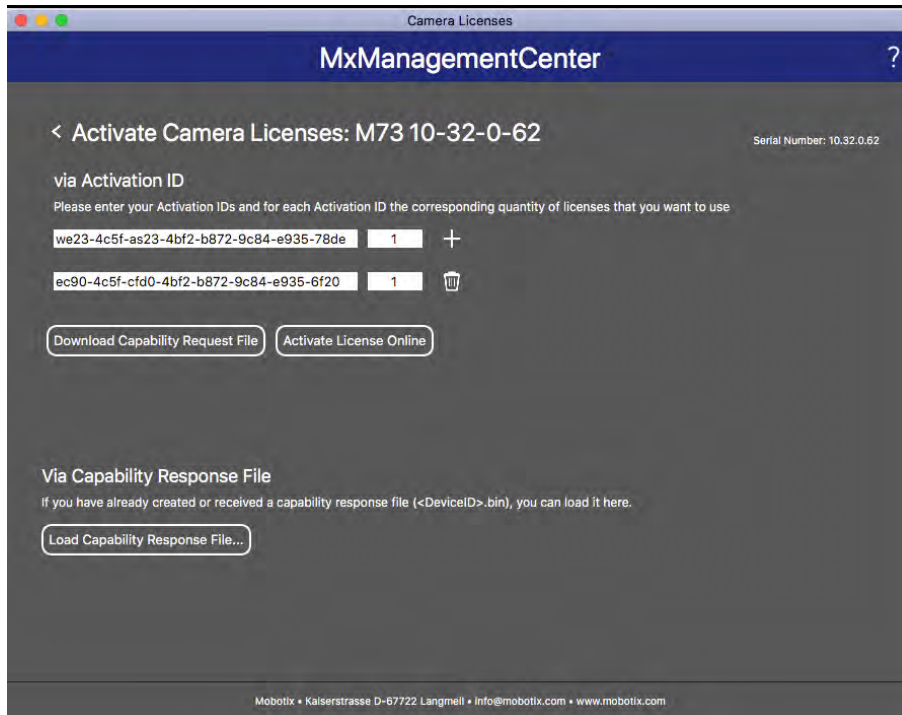 Camera Licenses
MxManagementCenter
?
< Activate Camera Licenses: M73 10-32-0-62
Serial Number: 10.32.0.62
via Activation ID
Please enter your Activation IDs and for each Activation ID the corresponding quantity of licenses that you want to use
we23-4c5f-as23-4bf2-b872-9c84-e935-78de 1 +
ec90-4c5f-cfd0-4bf2-b872-9c84-e935-6f20 1
Download Capability Request File Activate License Online
Via Capability Response File
If you have already created or received a capability response file (<DeviceID>.bin), you can load it here.
Load Capability Response File...
Mobotix • Kaiserstrasse D-67722 Langmeil • info@mobotix.com • www.mobotix.com